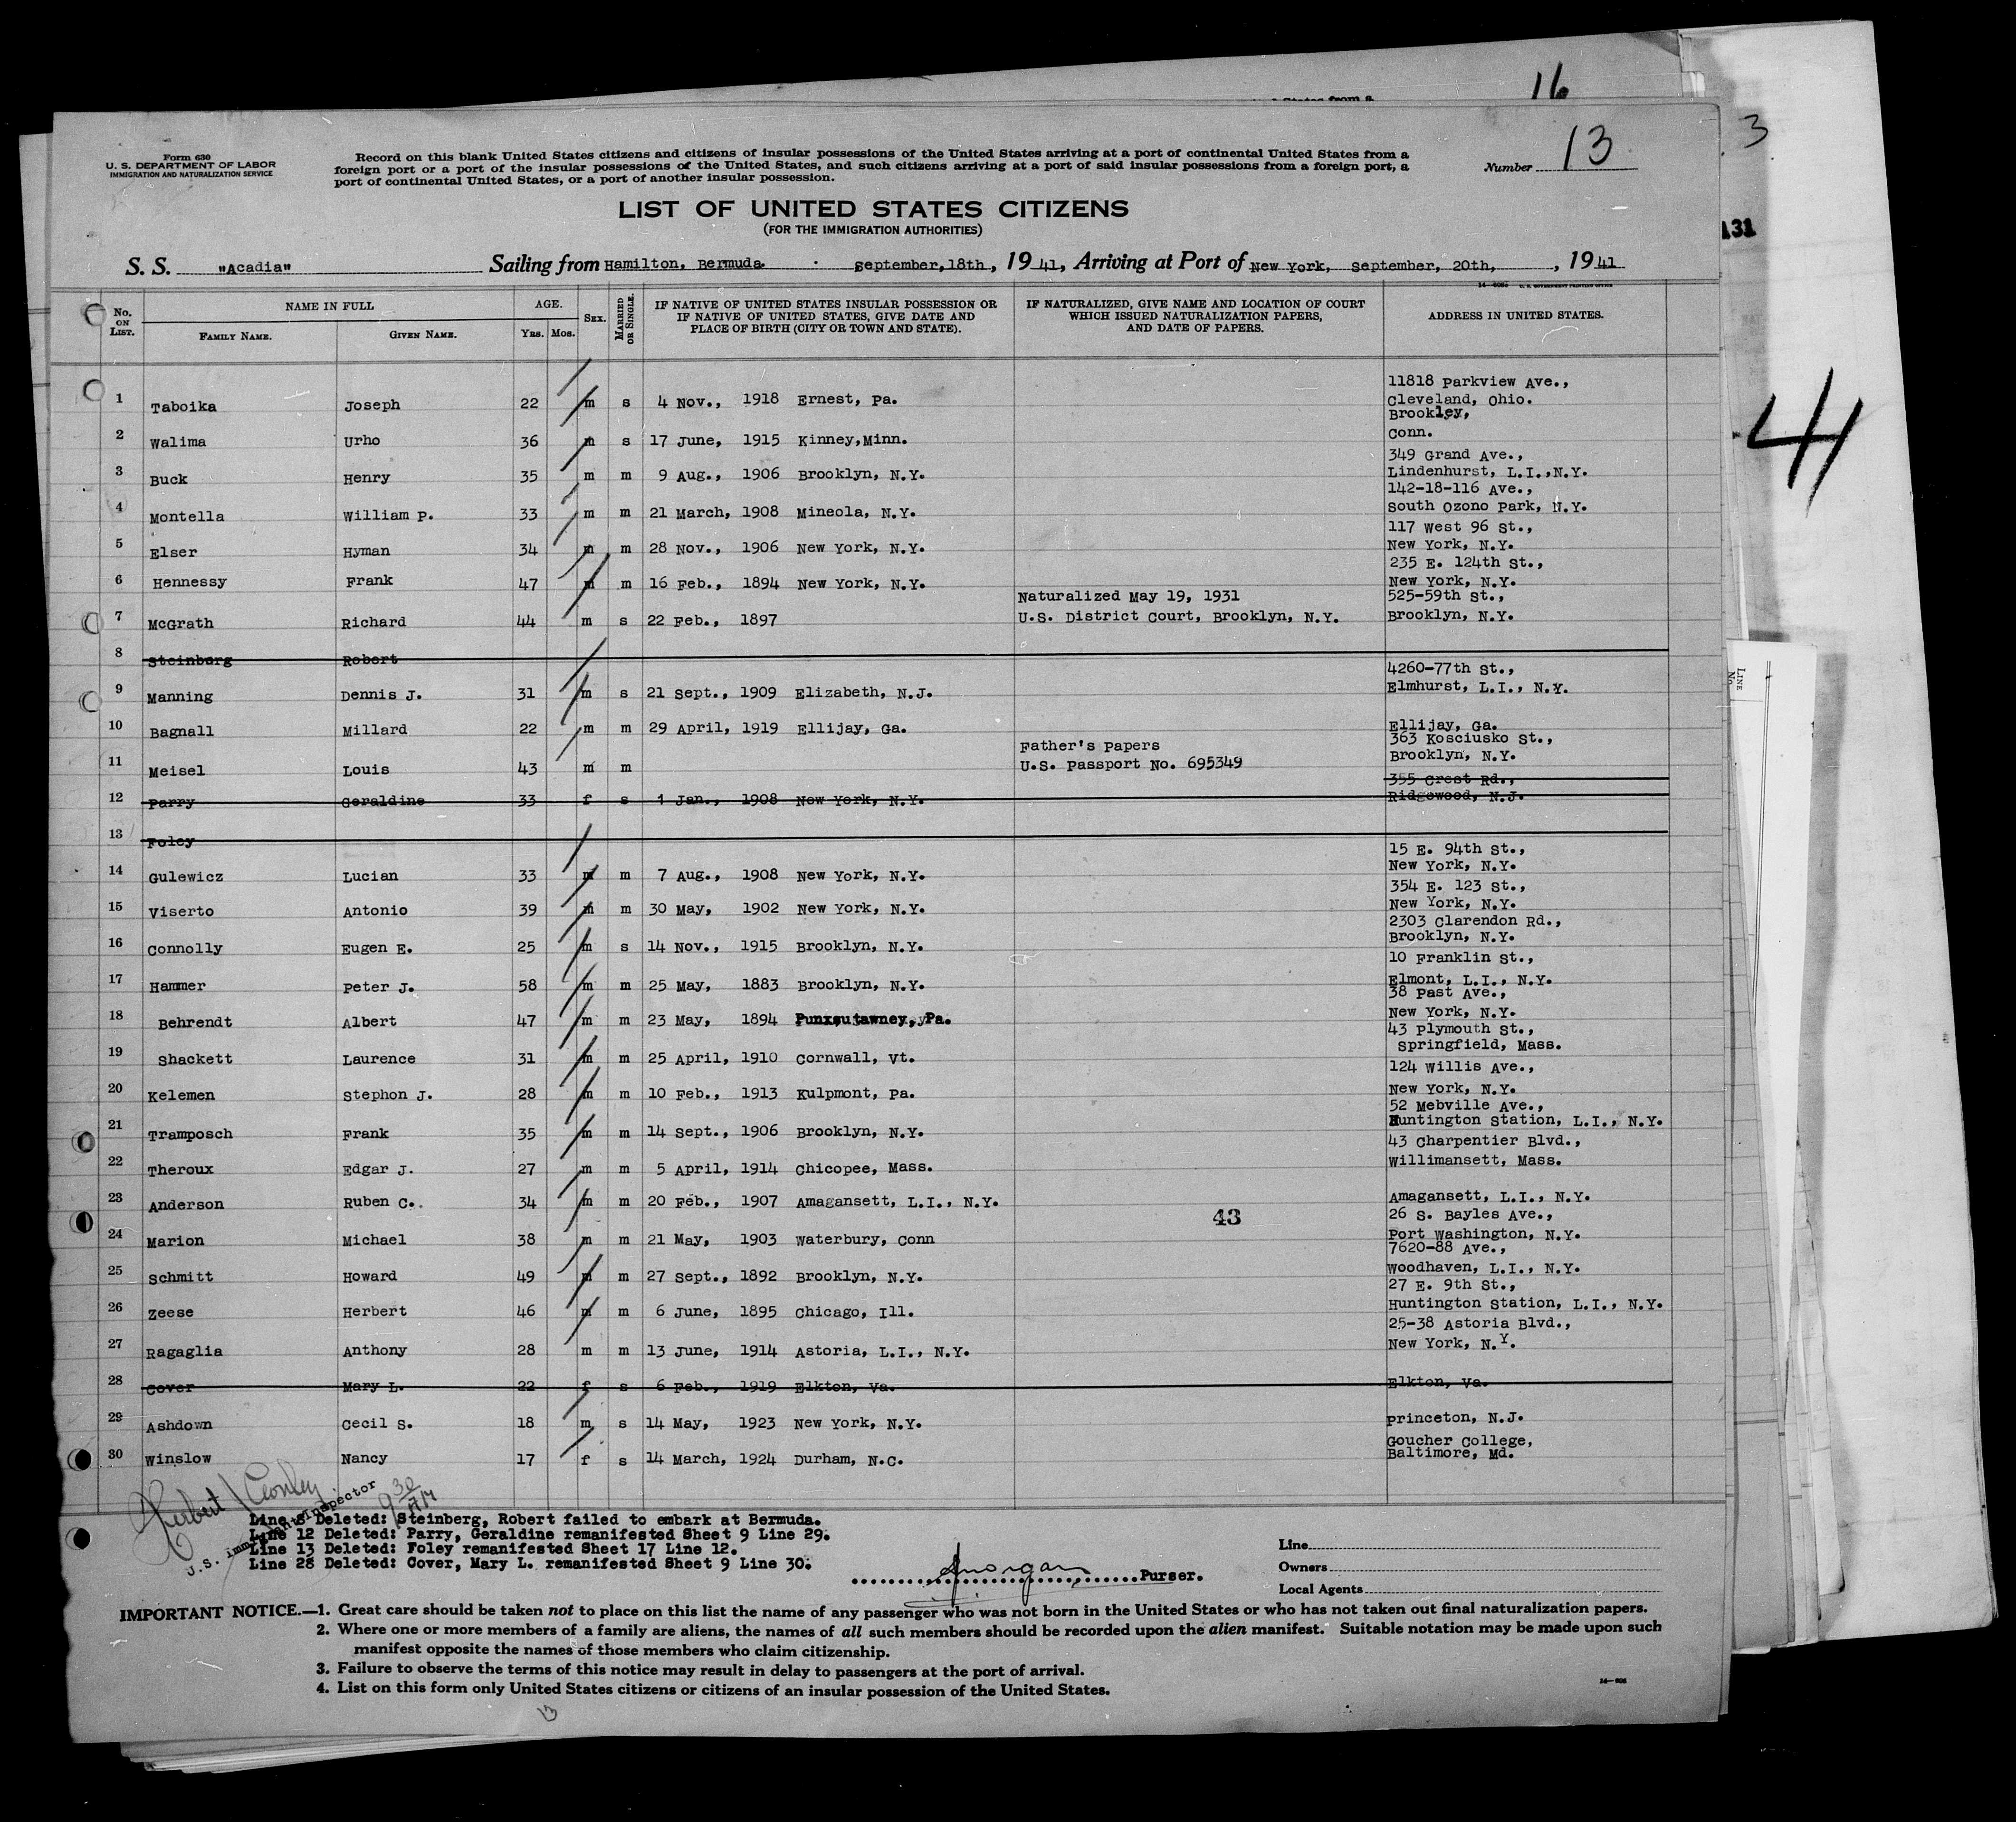 16
3
131
Form 630
U. S. DEPARTMENT OF LABOR
IMMIGRATION AND NATURALIZATION SERVICE
Record on this blank United States citizens and citizens of insular possessions of the United States arriving at a port of continental United States from a
foreign port or a port of the insular possessions of the United States, and such citizens arriving at a port of said insular possessions from a foreign port, a
port of continental United States, or a port of another insular possession.
Number 13
LIST OF UNITED STATES CITIZENS
(FOR THE IMMIGRATION AUTHORITIES)
S. S. "Acadia" Sailing from Hamilton, Bermuda. September, 18th, 1941, Arriving at Port of New York, September, 20th, , 1941
No. ON LIST. NAME IN FULL FAMILY NAME. GIVEN NAME. AGE. Yrs. Mos. SEX. MARRIED OR SINGLE. IF NATIVE OF UNITED STATES INSULAR POSSESSION OR IF NATIVE OF UNITED STATES, GIVE DATE AND PLACE OF BIRTH (CITY OR TOWN AND STATE). IF NATURALIZED, GIVE NAME AND LOCATION OF COURT WHICH ISSUED NATURALIZATION PAPERS, AND DATE OF PAPERS. ADDRESS IN UNITED STATES.
1 Taboika Joseph 22 m s 4 Nov., 1918 Ernest, Pa. 11818 Parkview Ave., Cleveland, Ohio.
2 Walima Urho 36 m s 17 June, 1915 Kinney,Minn. Brookley, Conn.
3 Buck Henry 35 m m 9 Aug., 1906 Brooklyn, N.Y. 349 Grand Ave., Lindenhurst, L.I.,N.Y.
4 Montella William P. 33 m m 21 March, 1908 Mineola, N.Y. 142-18-116 Ave., South Ozono Park, N.Y.
5 Elser Hyman 34 m m 28 Nov., 1906 New York, N.Y. 117 West 96 St., New York, N.Y.
6 Hennessy Frank 47 m m 16 Feb., 1894 New York, N.Y. 235 E. 124th St., New York, N.Y.
7 McGrath Richard 44 m s 22 Feb., 1897 Naturalized May 19, 1931 U.S. District Court, Brooklyn, N.Y. 525-59th St., Brooklyn, N.Y.
8 Steinberg Robert
9 Manning Dennis J. 31 m s 21 Sept., 1909 Elizabeth, N.J. 4260-77th St., Elmhurst, L.I., N.Y.
10 Bagnall Millard 22 m m 29 April, 1919 Ellijay, Ga. Ellijay, Ga.
11 Meisel Louis 43 m m Father's Papers U.S. Passport No. 695349 363 Kosciusko St., Brooklyn, N.Y.
12 Parry Geraldine 33 f s 1 Jan., 1908 New York, N.Y. 355 Crest Rd., Ridgewood, N.J.
13 Foley
14 Gulewicz Lucian 33 m m 7 Aug., 1908 New York, N.Y. 15 E. 94th St., New York, N.Y.
15 Viserto Antonio 39 m m 30 May, 1902 New York, N.Y. 354 E. 123 St., New York, N.Y.
16 Connolly Eugen E. 25 m s 14 Nov., 1915 Brooklyn, N.Y. 2303 Clarendon Rd., Brooklyn, N.Y.
17 Hammer Peter J. 58 m m 25 May, 1883 Brooklyn, N.Y. 10 Franklin St., Elmont, L.I., N.Y.
18 Behrendt Albert 47 m m 23 May, 1894 Punxsutawney, Pa. 38 Past Ave., New York, N.Y.
19 Shackett Laurence 31 m m 25 April, 1910 Cornwall, Vt. 43 Plymouth St., Springfield, Mass.
20 Kelemen Stephon J. 28 m m 10 Feb., 1913 Kulpmont, Pa. 124 Willis Ave., New York, N.Y.
21 Tramposch Frank 35 m m 14 Sept., 1906 Brooklyn, N.Y. 52 Mebville Ave., Huntington Station, L.I., N.Y.
22 Theroux Edgar J. 27 m m 5 April, 1914 Chicopee, Mass. 43 Charpentier Blvd., Willimansett, Mass.
23 Anderson Ruben C. 34 m m 20 Feb., 1907 Amagansett, L.I., N.Y. Amagansett, L.I., N.Y.
43
24 Marion Michael 38 m m 21 May, 1903 Waterbury, Conn 26 S. Bayles Ave., Port Washington, N.Y.
25 Schmitt Howard 49 m m 27 Sept., 1892 Brooklyn, N.Y. 7620-88 Ave., Woodhaven, L.I., N.Y.
26 Zeese Herbert 46 m m 6 June, 1895 Chicago, Ill. 27 E. 9th St., Huntington Station, L.I., N.Y.
27 Ragaglia Anthony 28 m m 13 June, 1914 Astoria, L.I., N.Y. 25-38 Astoria Blvd., New York, N.Y.
28 Cover Mary L. 22 f s 6 Feb., 1919 Elkton, Va. Elkton, Va.
29 Ashdown Cecil S. 18 m s 14 May, 1923 New York, N.Y. Princeton, N.J.
30 Winslow Nancy 17 f s 14 March, 1924 Durham, N.C. Goucher College, Baltimore, Md.
9 30 AM
U.S. Immigrant Inspector
Line 8 Deleted: Steinberg, Robert failed to embark at Bermuda.
Line 12 Deleted: Parry, Geraldine remanifested Sheet 9 Line 29.
Line 13 Deleted: Foley remanifested Sheet 17 Line 12.
Line 28 Deleted: Cover, Mary L. remanifested Sheet 9 Line 30.
Purser.
Line
Owners
Local Agents
IMPORTANT NOTICE.—1. Great care should be taken not to place on this list the name of any passenger who was not born in the United States or who has not taken out final naturalization papers.
2. Where one or more members of a family are aliens, the names of all such members should be recorded upon the alien manifest. Suitable notation may be made upon such
manifest opposite the names of those members who claim citizenship.
3. Failure to observe the terms of this notice may result in delay to passengers at the port of arrival.
4. List on this form only United States citizens or citizens of an insular possession of the United States.
13
LINE No.